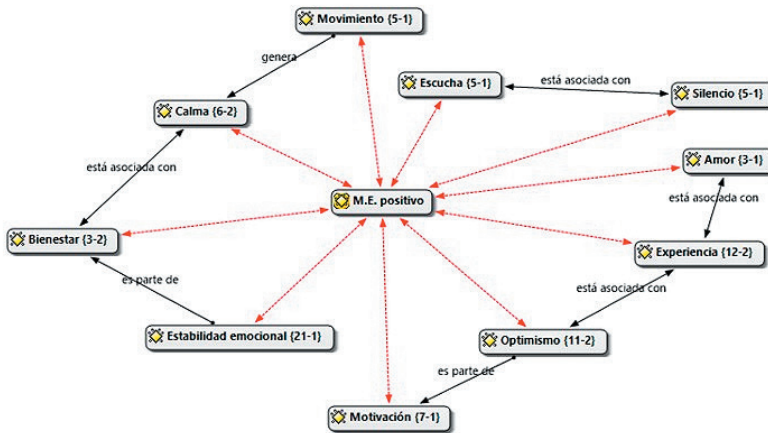 Movimiento {5-1}
genera
Escucha {5-1}
está asociada con
Silencio {5-1}
Calma {6-2}
Amor {3-1}
está asociada con
está asociada con
M.E. positivo
Bienestar {3-2}
Experiencia {12-2}
es parte de
está asociada con
Estabilidad emocional {21-1}
Optimismo {11-2}
es parte de
Motivación {7-1}